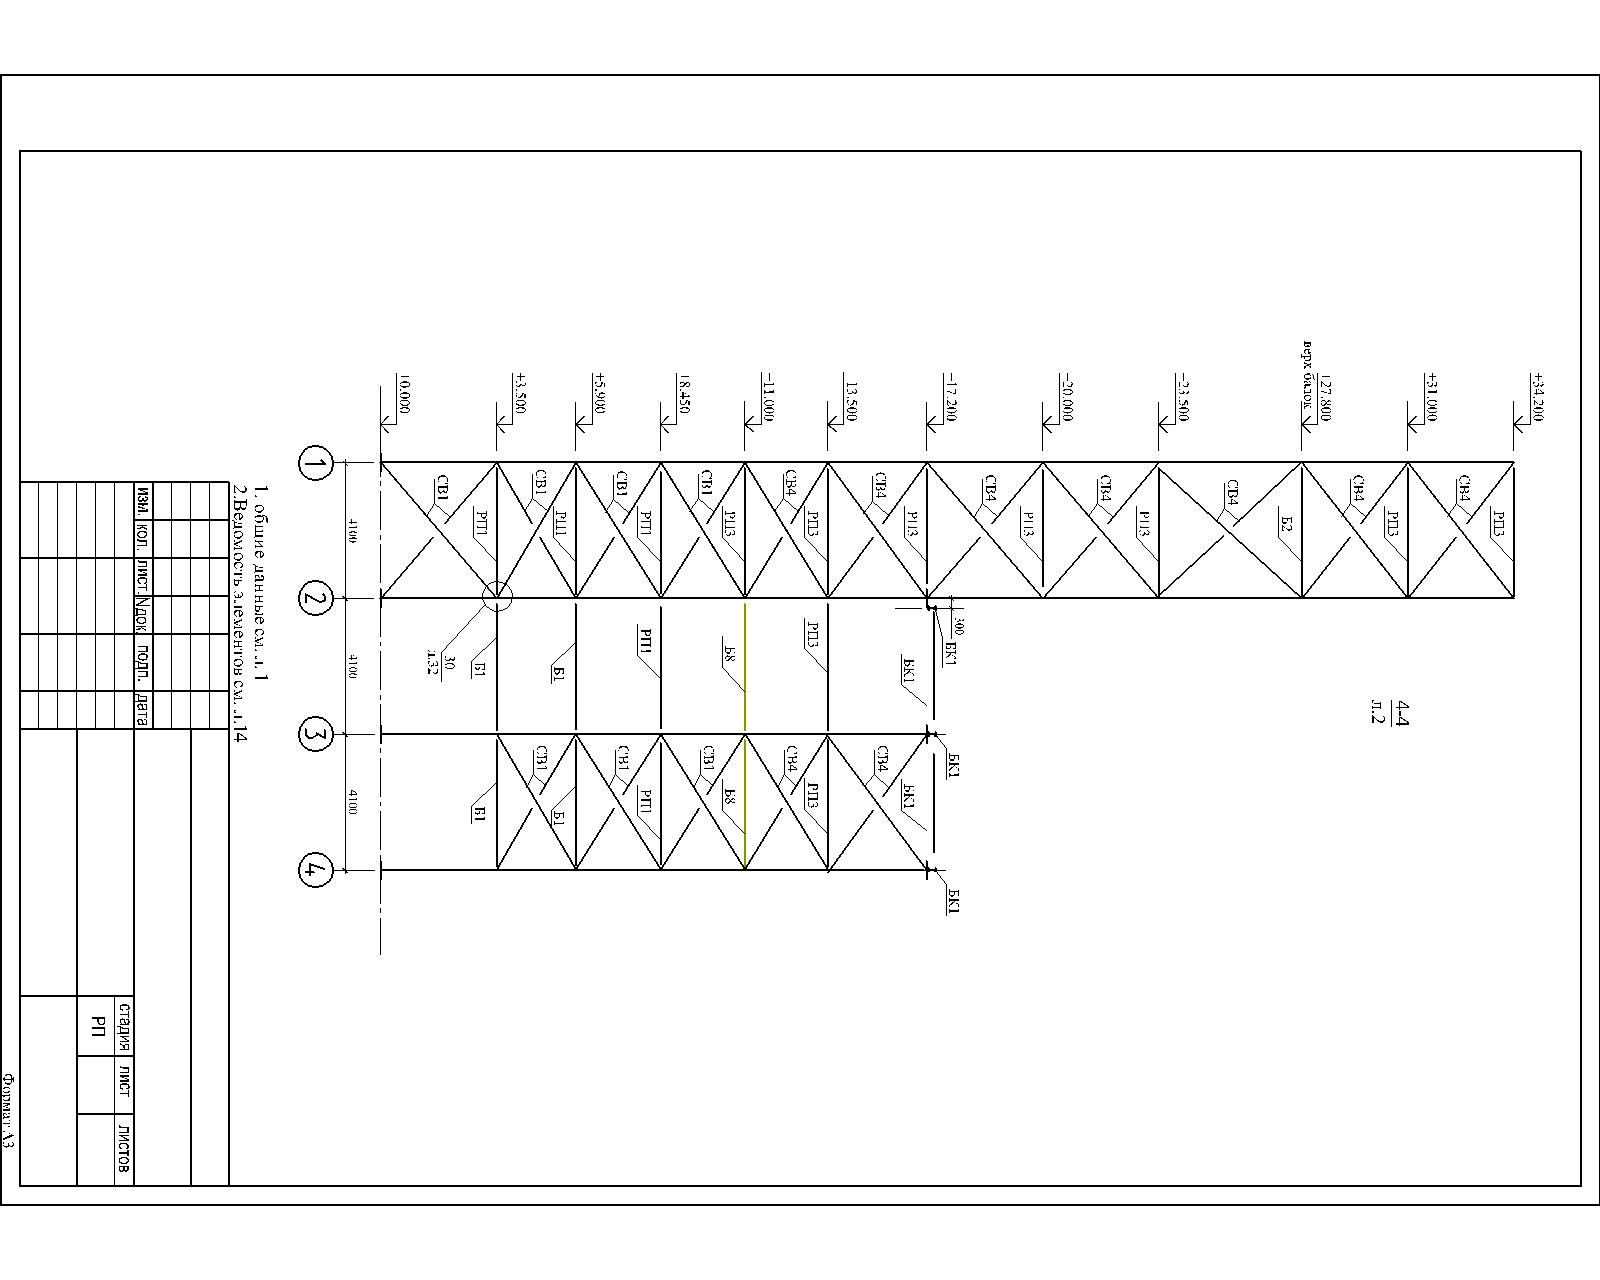 4-4
л.2
+34.200
+31.000
+27.800
верх балок
+23.500
+20.000
+17.200
+13.500
+11.000
+8.450
+5.900
+3.500
+0.000
РП3
СВ4
РП3
СВ4
Б2
СВ4
РП3
СВ4
РП3
СВ4
РП3
СВ4
РП3
СВ4
РП3
СВ1
РП1
СВ1
РП1
СВ1
РП1
СВ1
300
БК1
БК1
РП3
Б8
РП1
Б1
Б1
30
л.32
БК1
БК1
БК1
СВ4
РП3
СВ4
Б8
СВ1
РП1
СВ1
Б1
СВ1
Б1
4100
4100
4100
1
2
3
4
1. общие данные см. л. 1
2.Ведомость элементов см. л.14
изм. кол. лист. Nдок. подп. дата
стадия лист листов
РП
Формат А3